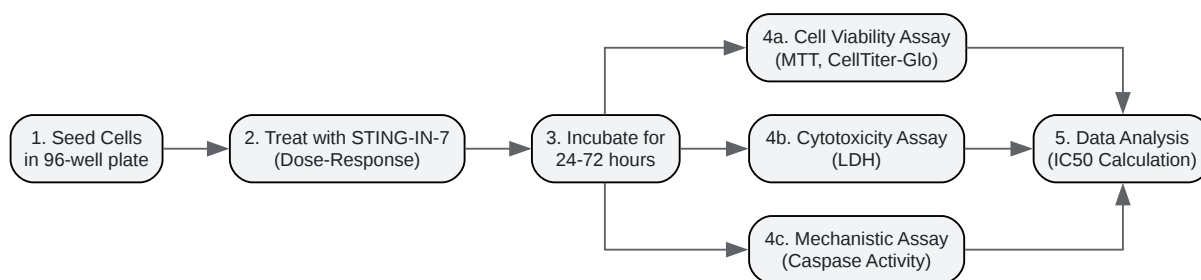 1. Seed Cells
in 96-well plate
2. Treat with STING-IN-7
(Dose-Response)
3. Incubate for
24-72 hours
4a. Cell Viability Assay
(MTT, CellTiter-Glo)
4b. Cytotoxicity Assay
(LDH)
4c. Mechanistic Assay
(Caspase Activity)
5. Data Analysis
(IC50 Calculation)